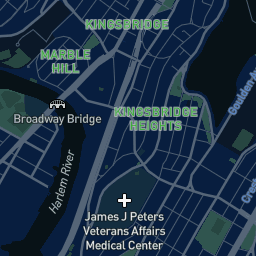 KINGSBRIDGE
MARBLE
HILL
Broadway Bridge
KINGSBRIDGE
HEIGHTS
Harlem River
James J Peters
Veterans Affairs
Medical Center